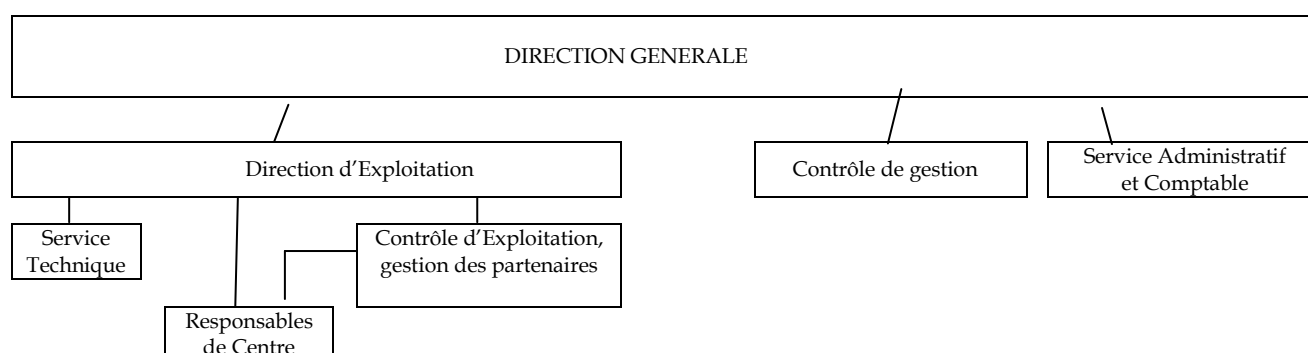 DIRECTION GENERALE
Direction d’Exploitation
Contrôle de gestion
Service Administratif
et Comptable
Service
Technique
Contrôle d’Exploitation,
gestion des partenaires
Responsables
de Centre